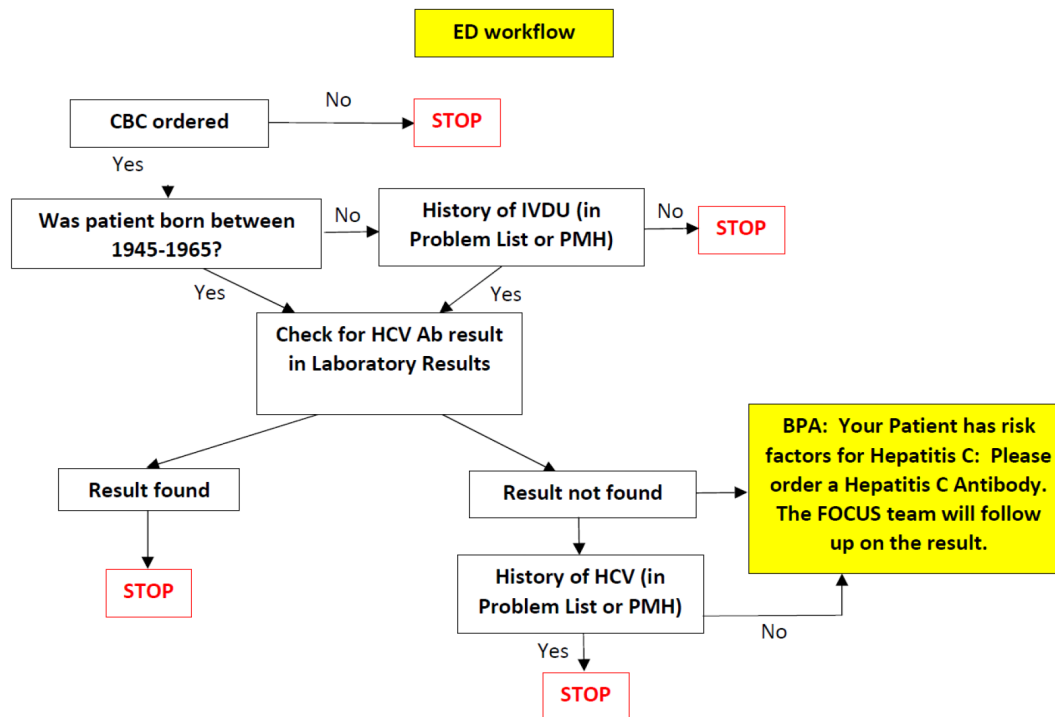 ED workflow
CBC ordered
No
STOP
Yes
Was patient born between
1945-1965?
No
History of IVDU (in
Problem List or PMH)
No
STOP
Yes
Yes
Check for HCV Ab result
in Laboratory Results
Result found
STOP
Result not found
BPA:  Your Patient has risk
factors for Hepatitis C:  Please
order a Hepatitis C Antibody.
The FOCUS team will follow
up on the result.
History of HCV (in
Problem List or PMH)
No
Yes
STOP